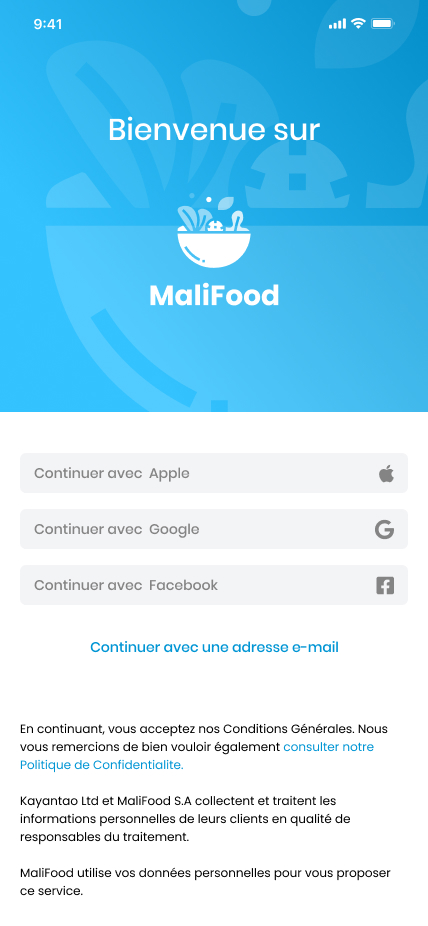 9:41
Bienvenue sur
MaliFood
Continuer avec Apple
Continuer avec Google
Continuer avec Facebook
Continuer avec une adresse e-mail
En continuant, vous acceptez nos Conditions Générales. Nous
vous remercions de bien vouloir également consulter notre
Politique de Confidentialite.
Kayantao Ltd et MaliFood S.A collectent et traitent les
informations personnelles de leurs clients en qualité de
responsables du traitement.
MaliFood utilise vos données personnelles pour vous proposer
ce service.